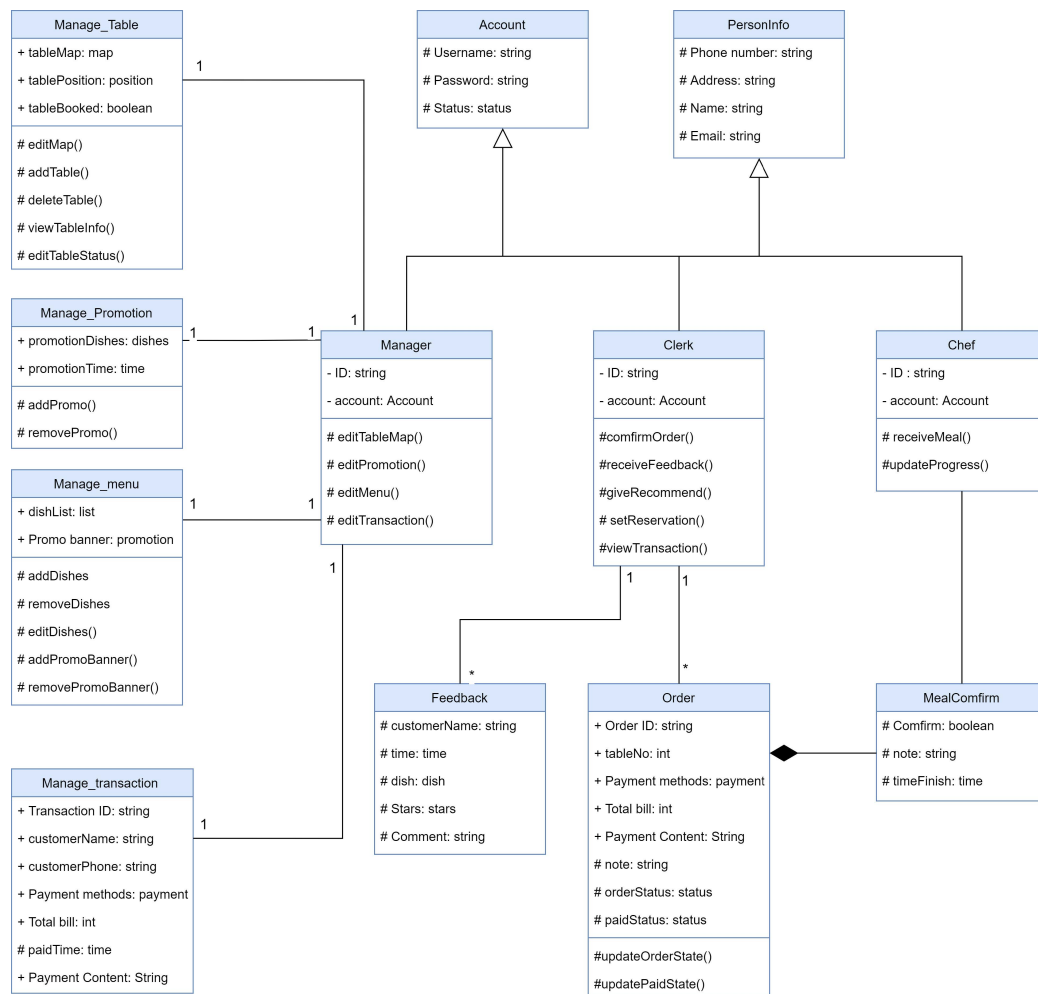 Manage_Table
+ tableMap: map
+ tablePosition: position
+ tableBooked: boolean
# editMap()
# addTable()
# deleteTable()
# viewTableInfo()
# editTableStatus()
Account
# Username: string
# Password: string
# Status: status
PersonInfo
# Phone number: string
# Address: string
# Name: string
# Email: string
1
1
Manage_Promotion
+ promotionDishes: dishes
+ promotionTime: time
# addPromo()
# removePromo()
1
1
Manager
- ID: string
- account: Account
# editTableMap()
# editPromotion()
# editMenu()
# editTransaction()
Clerk
- ID: string
- account: Account
#comfirmOrder()
#receiveFeedback()
#giveRecommend()
# setReservation()
#viewTransaction()
Chef
- ID : string
- account: Account
# receiveMeal()
#updateProgress()
Manage_menu
+ dishList: list
+ Promo banner: promotion
# addDishes
# removeDishes
# editDishes()
# addPromoBanner()
# removePromoBanner()
1
1
1
1
1
*
*
Feedback
# customerName: string
# time: time
# dish: dish
# Stars: stars
# Comment: string
Order
+ Order ID: string
+ tableNo: int
+ Payment methods: payment
+ Total bill: int
+ Payment Content: String
# note: string
# orderStatus: status
# paidStatus: status
#updateOrderState()
#updatePaidState()
MealComfirm
# Comfirm: boolean
# note: string
# timeFinish: time
Manage_transaction
+ Transaction ID: string
+ customerName: string
+ customerPhone: string
+ Payment methods: payment
+ Total bill: int
# paidTime: time
+ Payment Content: String
1